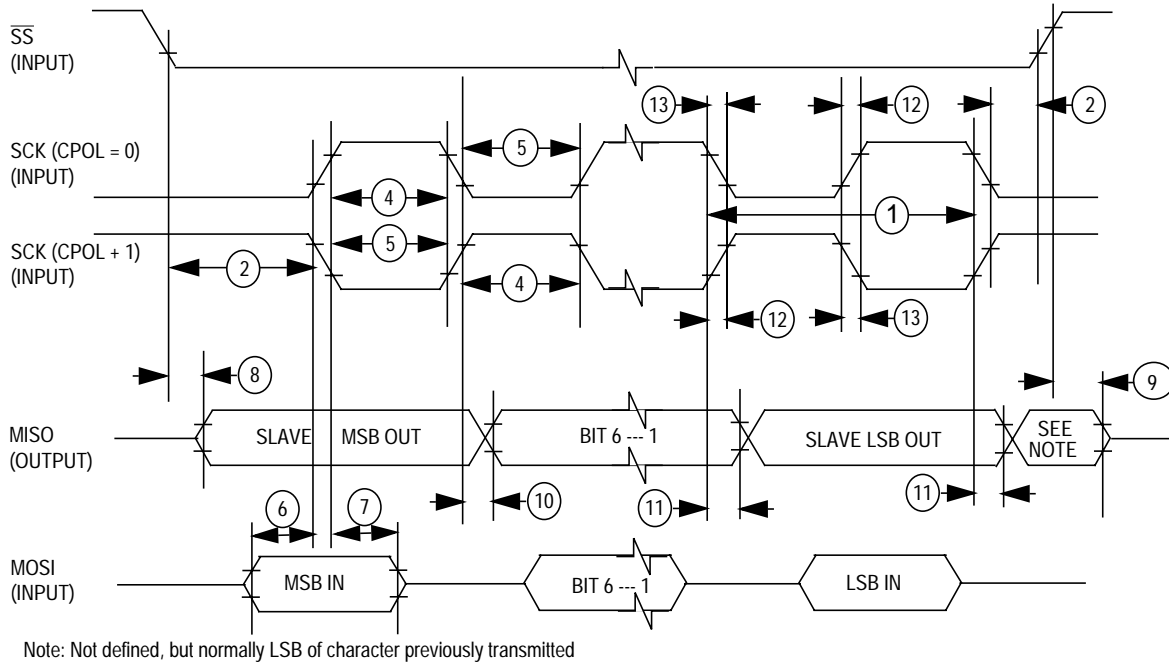 SS
(INPUT)
13
12
2
SCK (CPOL = 0)
(INPUT)
5
4
1
SCK (CPOL + 1)
(INPUT)
5
2
4
12
13
8
9
MISO
(OUTPUT)
SLAVE MSB OUT
BIT 6 --- 1
SLAVE LSB OUT
SEE
NOTE
6
7
10
11
11
MOSI
(INPUT)
MSB IN
BIT 6 --- 1
LSB IN
Note: Not defined, but normally LSB of character previously transmitted